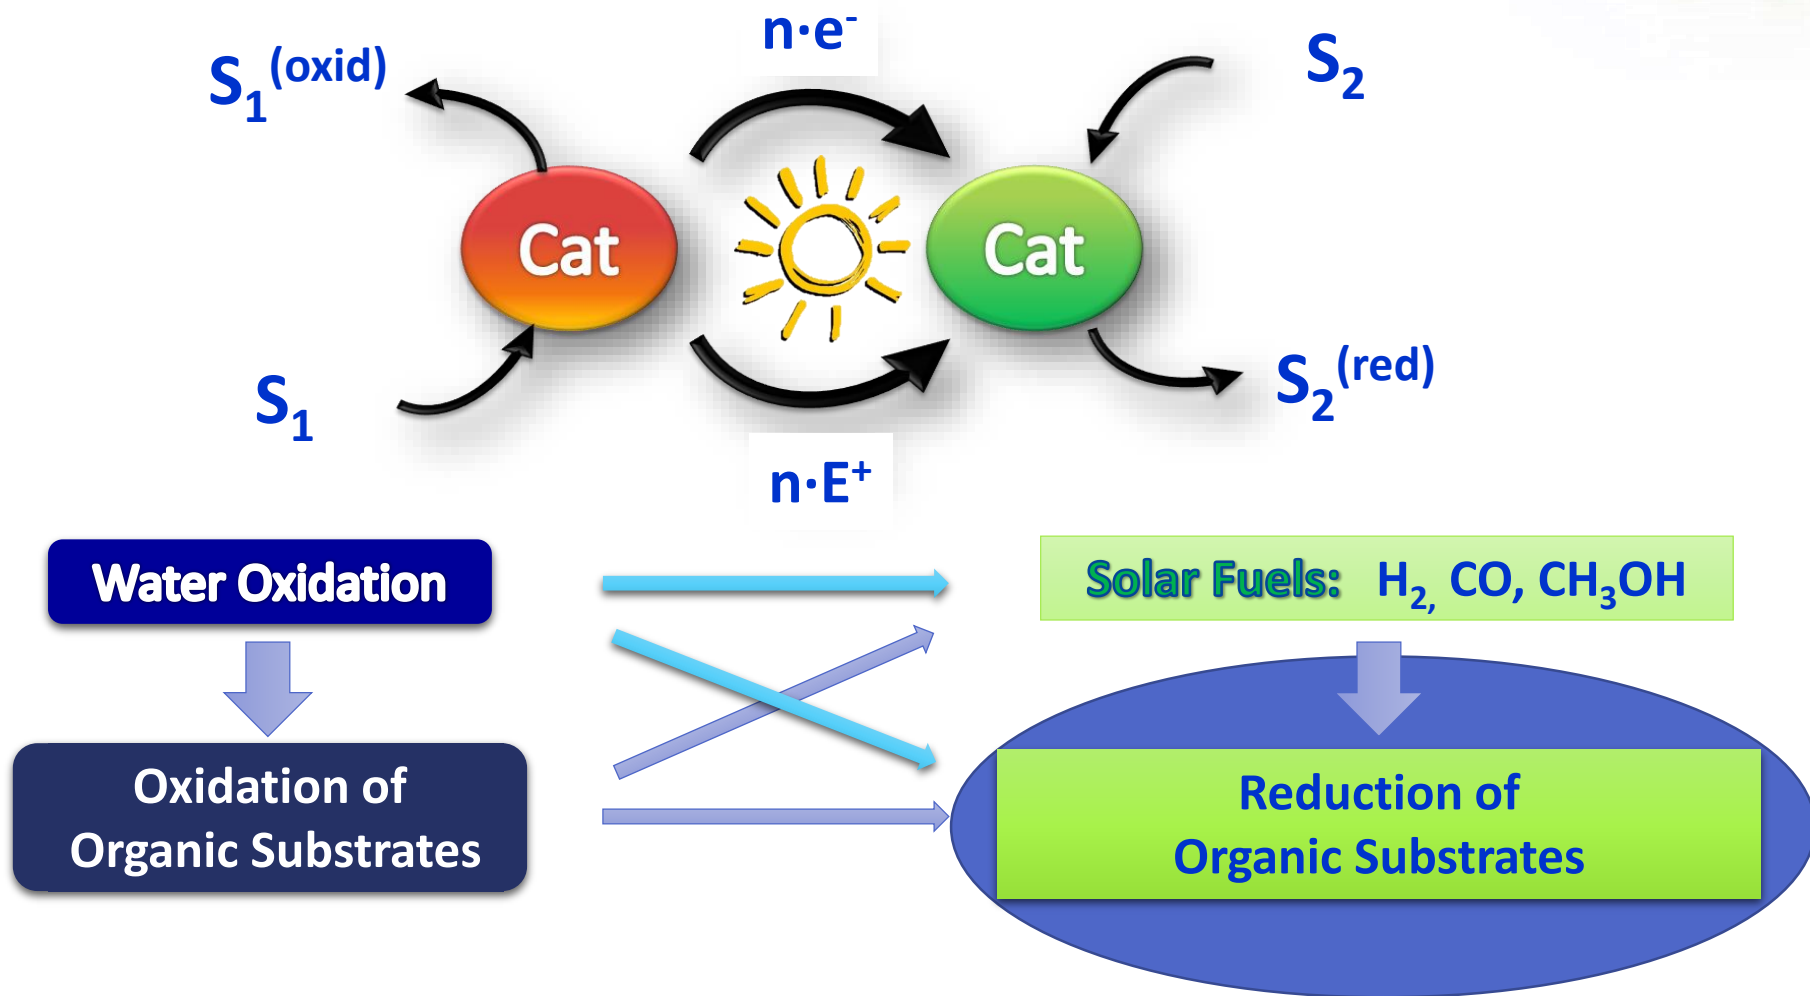 n·e⁻
S₁⁽ᵒˣⁱᵈ⁾
S₂
Cat
Cat
S₁
S₂⁽ʳᵉᵈ⁾
n·E⁺
Water Oxidation
Solar Fuels: H₂, CO, CH₃OH
Oxidation of
Organic Substrates
Reduction of
Organic Substrates